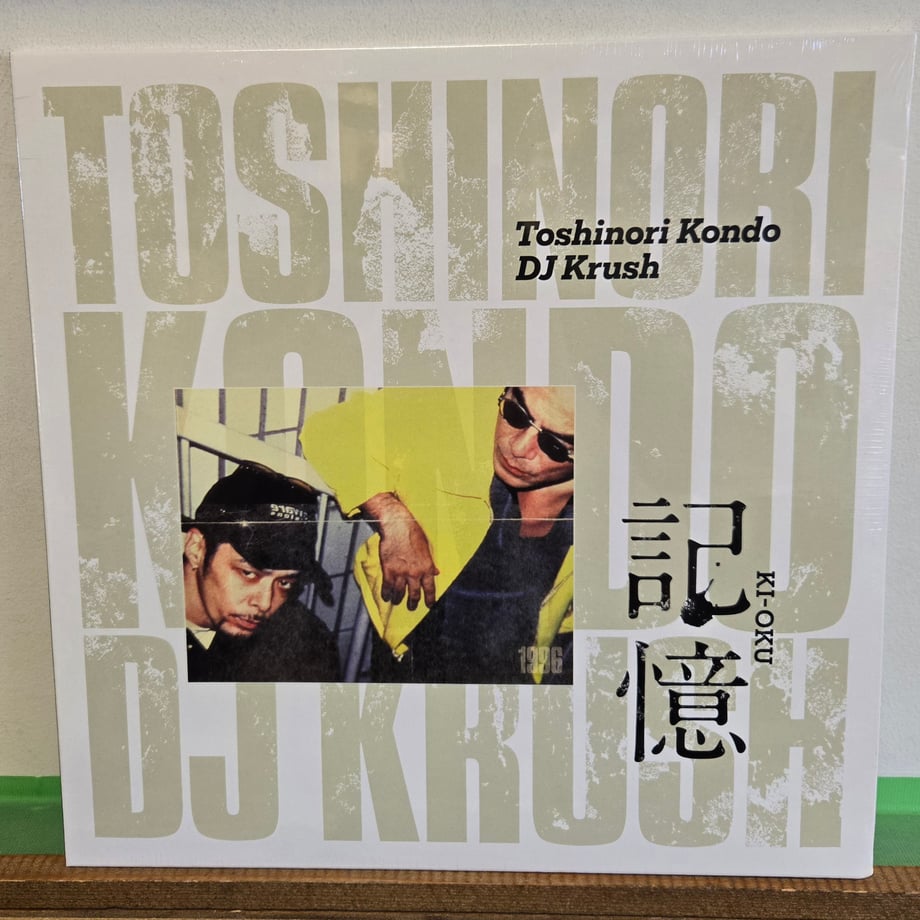 TOSHINORI
Toshinori Kondo
DJ Krush
KONDO
1996
記憶
KI-OKU
DJ KRUSH